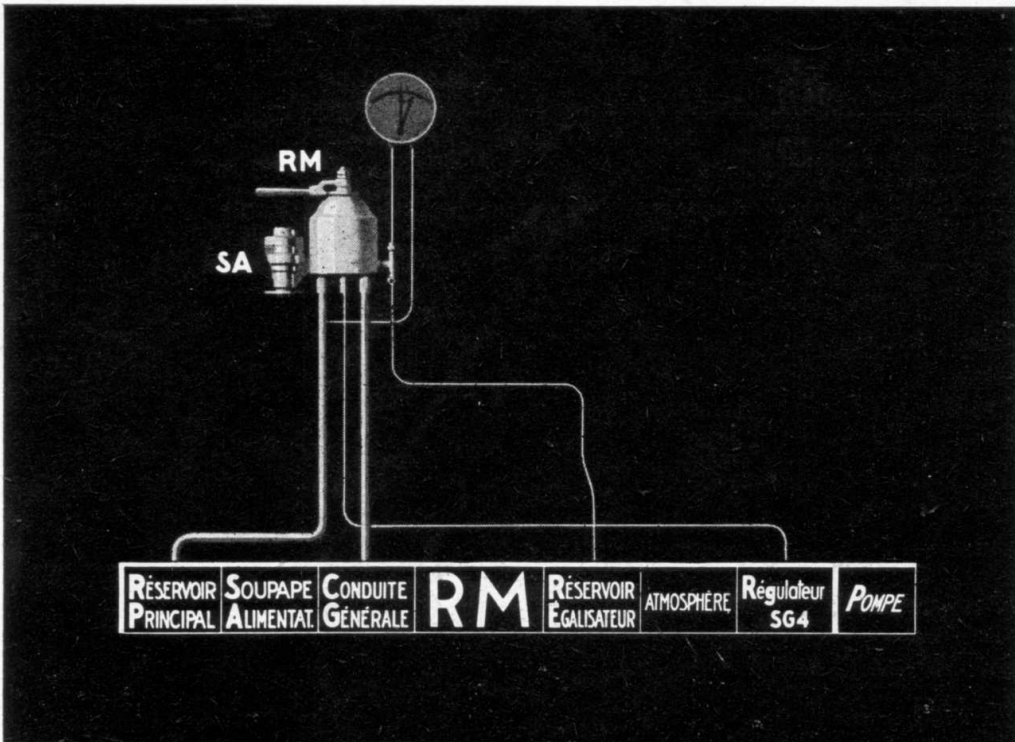 RM
SA
RÉSERVOIR
PRINCIPAL
SOUPAPE
ALIMENTAT.
CONDUITE
GÉNÉRALE
RM
RÉSERVOIR
ÉGALISATEUR
ATMOSPHÈRE
Régulateur
SG4
POMPE